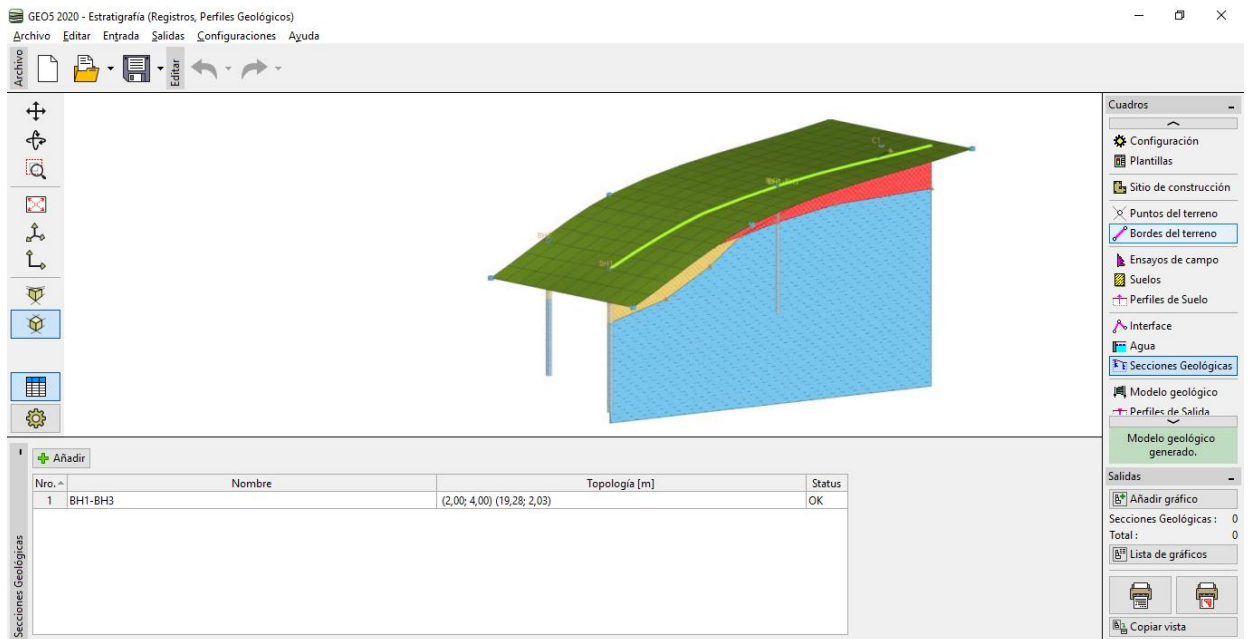 GEO5 2020 - Estratigrafía (Registros, Perfiles Geológicos)
Archivo Editar Entrada Salidas Configuraciones Ayuda
Archivo
Editar
BH1
C1
Cuadros
Configuración
Plantillas
Sitio de construcción
Puntos del terreno
Bordes del terreno
Ensayos de campo
Suelos
Perfiles de Suelo
Interface
Agua
Secciones Geológicas
Modelo geológico
Perfiles de Salida
Modelo geológico
generado.
Salidas
Añadir gráfico
Secciones Geológicas : 0
Total : 0
Lista de gráficos
Copiar vista
Secciones Geológicas
Añadir
Nro. Nombre Topología [m] Status
1 BH1-BH3 (2,00; 4,00) (19,28; 2,03) OK